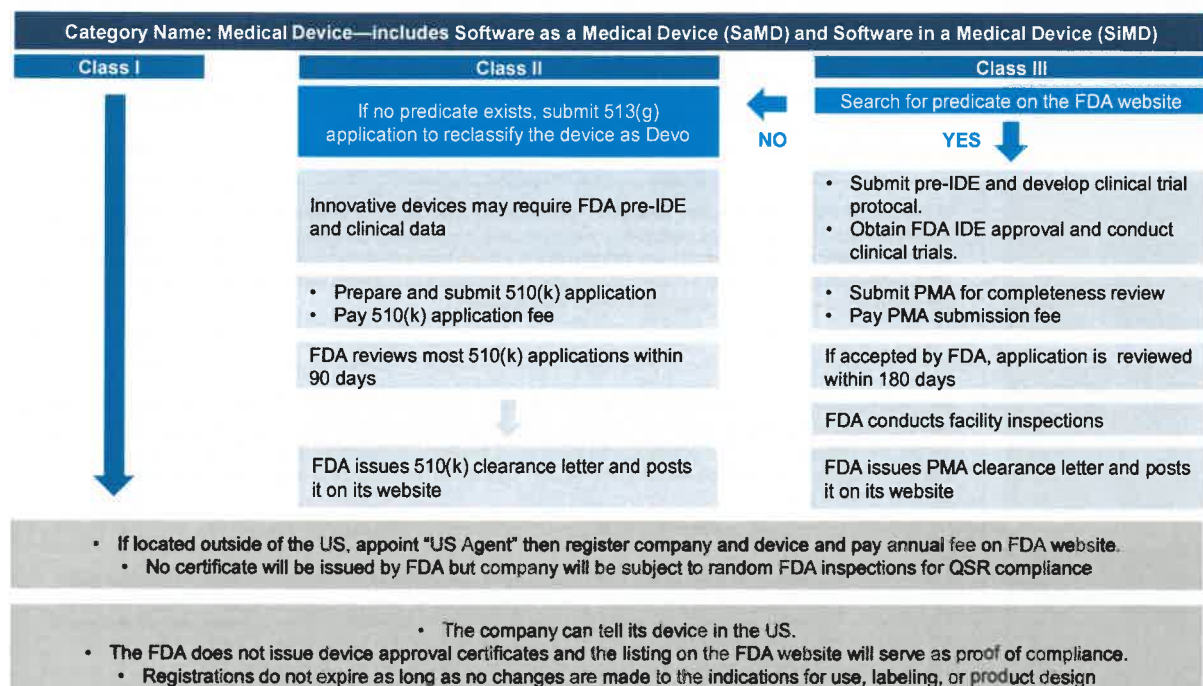 Category Name: Medical Device—includes Software as a Medical Device (SaMD) and Software in a Medical Device (SiMD)
Class I
Class II
If no predicate exists, submit 513(g)
application to reclassify the device as Devo
Innovative devices may require FDA pre-IDE
and clinical data
• Prepare and submit 510(k) application
• Pay 510(k) application fee
FDA reviews most 510(k) applications within
90 days
FDA issues 510(k) clearance letter and posts
it on its website
Class III
Search for predicate on the FDA website
NO
YES
• Submit pre-IDE and develop clinical trial
protocal.
• Obtain FDA IDE approval and conduct
clinical trials.
• Submit PMA for completeness review
• Pay PMA submission fee
If accepted by FDA, application is reviewed
within 180 days
FDA conducts facility inspections
FDA issues PMA clearance letter and posts
it on its website
• If located outside of the US, appoint "US Agent" then register company and device and pay annual fee on FDA website.
• No certificate will be issued by FDA but company will be subject to random FDA inspections for QSR compliance
• The company can tell its device in the US.
• The FDA does not issue device approval certificates and the listing on the FDA website will serve as proof of compliance.
• Registrations do not expire as long as no changes are made to the indications for use, labeling, or product design